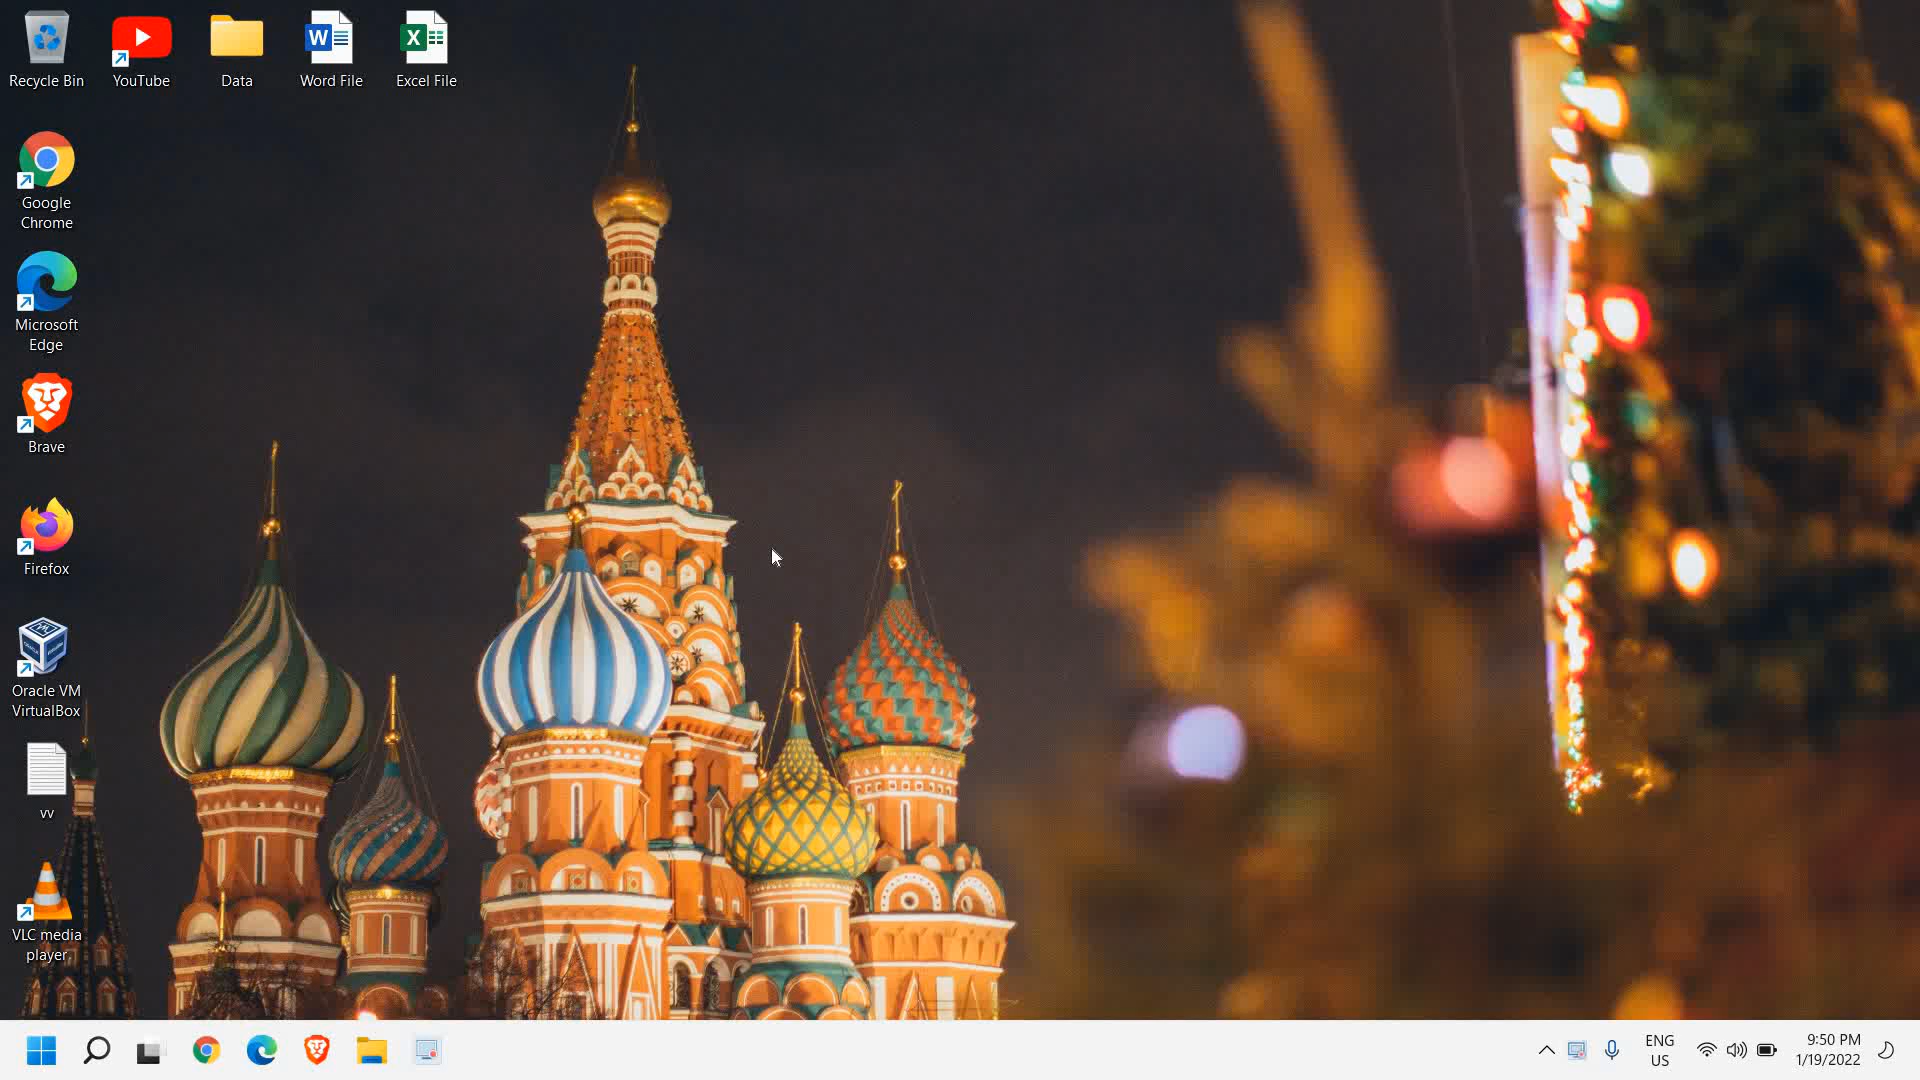 Recycle Bin
YouTube
Data
Word File
Excel File
Google
Chrome
Microsoft
Edge
Brave
Firefox
Oracle VM
VirtualBox
vv
VLC media
player
ENG
US
9:50 PM
1/19/2022